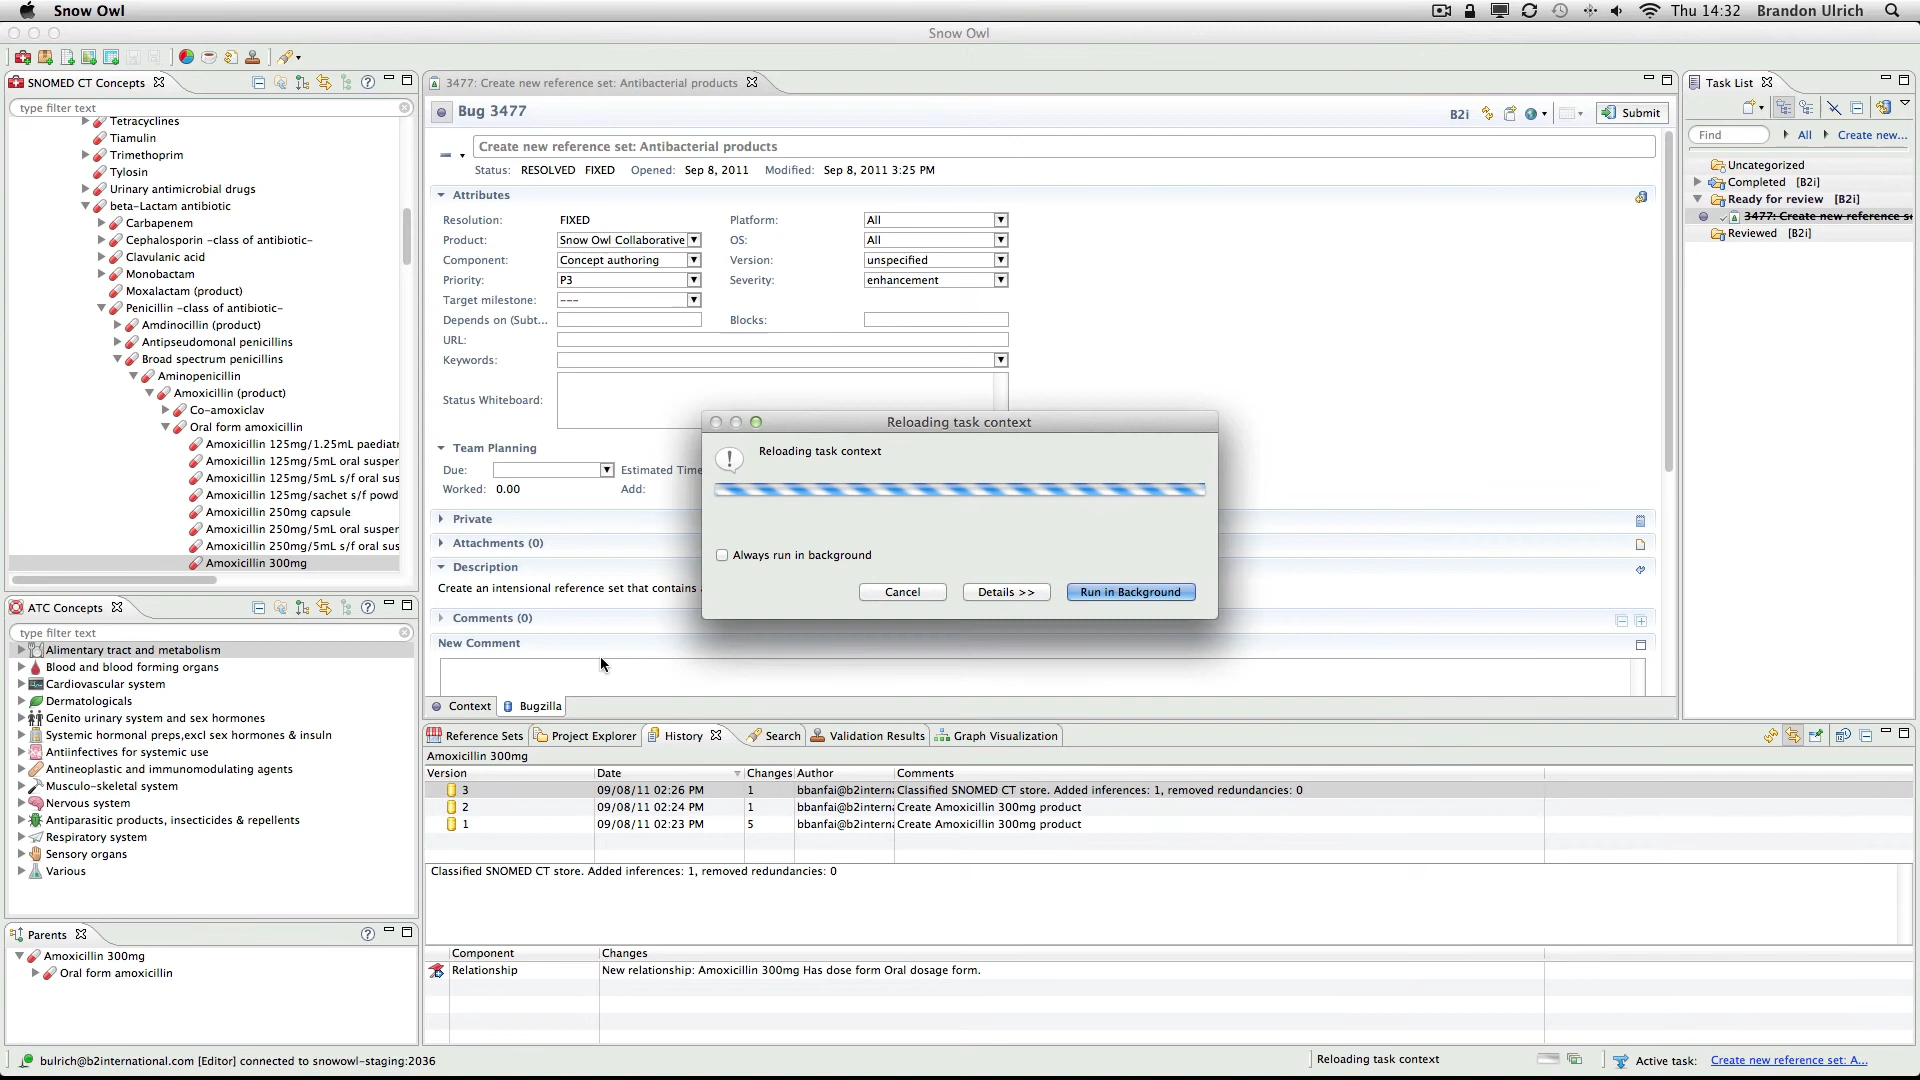 Snow Owl
Thu 14:32 Brandon Ulrich
Snow Owl
SNOMED CT Concepts
type filter text
Tetracyclines
Tiamulin
Trimethoprim
Tylosin
Urinary antimicrobial drugs
beta-Lactam antibiotic
Carbapenem
Cephalosporin -class of antibiotic-
Clavulanic acid
Monobactam
Moxalactam (product)
Penicillin -class of antibiotic-
Amdinocillin (product)
Antipseudomonal penicillins
Broad spectrum penicillins
Aminopenicillin
Amoxicillin (product)
Co-amoxiclav
Oral form amoxicillin
Amoxicillin 125mg/1.25mL paediatr
Amoxicillin 125mg/5mL oral susper
Amoxicillin 125mg/5mL s/f oral sus
Amoxicillin 125mg/sachet s/f powd
Amoxicillin 250mg capsule
Amoxicillin 250mg/5mL oral susper
Amoxicillin 250mg/5mL s/f oral sus
Amoxicillin 300mg
ATC Concepts
type filter text
Alimentary tract and metabolism
Blood and blood forming organs
Cardiovascular system
Dermatologicals
Genito urinary system and sex hormones
Systemic hormonal preps,excl sex hormones & insuln
Antiinfectives for systemic use
Antineoplastic and immunomodulating agents
Musculo-skeletal system
Nervous system
Antiparasitic products, insecticides & repellents
Respiratory system
Sensory organs
Various
Parents
Amoxicillin 300mg
Oral form amoxicillin
3477: Create new reference set: Antibacterial products
Bug 3477
B2i
Submit
Create new reference set: Antibacterial products
Status: RESOLVED FIXED Opened: Sep 8, 2011 Modified: Sep 8, 2011 3:25 PM
Attributes
Resolution: FIXED Platform: All
Product: Snow Owl Collaborative OS: All
Component: Concept authoring Version: unspecified
Priority: P3 Severity: enhancement
Target milestone: ---
Depends on (Subt... Blocks:
URL:
Keywords:
Status Whiteboard:
Team Planning
Due: Estimated Time
Worked: 0.00 Add:
Private
Attachments (0)
Description
Create an intensional reference set that contains
Comments (0)
New Comment
Context Bugzilla
Reloading task context
Reloading task context
Always run in background
Cancel Details >> Run in Background
Task List
Find All Create new...
Uncategorized
Completed [B2i]
Ready for review [B2i]
3477: Create new reference s
Reviewed [B2i]
Reference Sets Project Explorer History Search Validation Results Graph Visualization
Amoxicillin 300mg
Version Date Changes Author Comments
3 09/08/11 02:26 PM 1 bbanfai@b2interna Classified SNOMED CT store. Added inferences: 1, removed redundancies: 0
2 09/08/11 02:24 PM 1 bbanfai@b2interna Create Amoxicillin 300mg product
1 09/08/11 02:23 PM 5 bbanfai@b2interna Create Amoxicillin 300mg product
Classified SNOMED CT store. Added inferences: 1, removed redundancies: 0
Component Changes
Relationship New relationship: Amoxicillin 300mg Has dose form Oral dosage form.
bulrich@b2international.com [Editor] connected to snowowl-staging:2036
Reloading task context
Active task: Create new reference set: A...